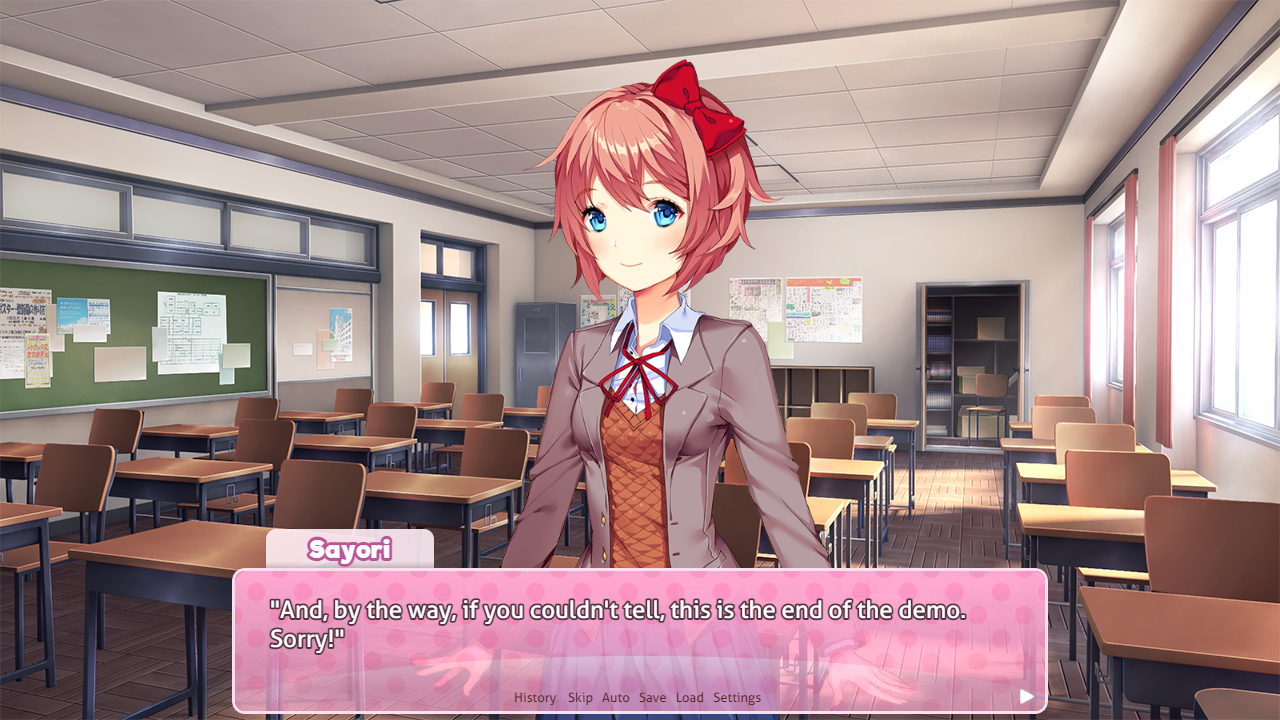 Sayori
"And, by the way, if you couldn't tell, this is the end of the demo.
Sorry!"
History Skip Auto Save Load Settings